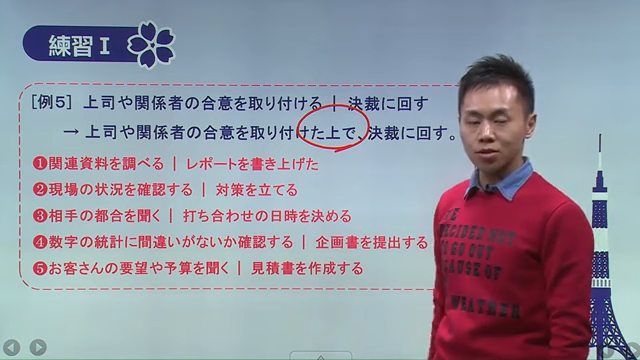 練習Ⅰ
[例5] 上司や関係者の合意を取り付ける｜決裁に回す
→ 上司や関係者の合意を取り付けた上で、決裁に回す。
❶関連資料を調べる｜レポートを書き上げた
❷現場の状況を確認する｜対策を立てる
❸相手の都合を聞く｜打ち合わせの日時を決める
❹数字の統計に間違いがないか確認する｜企画書を提出する
❺お客さんの要望や予算を聞く｜見積書を作成する
DECIDED NOT
TO GO OUT
CAUSE OF
WEATHER